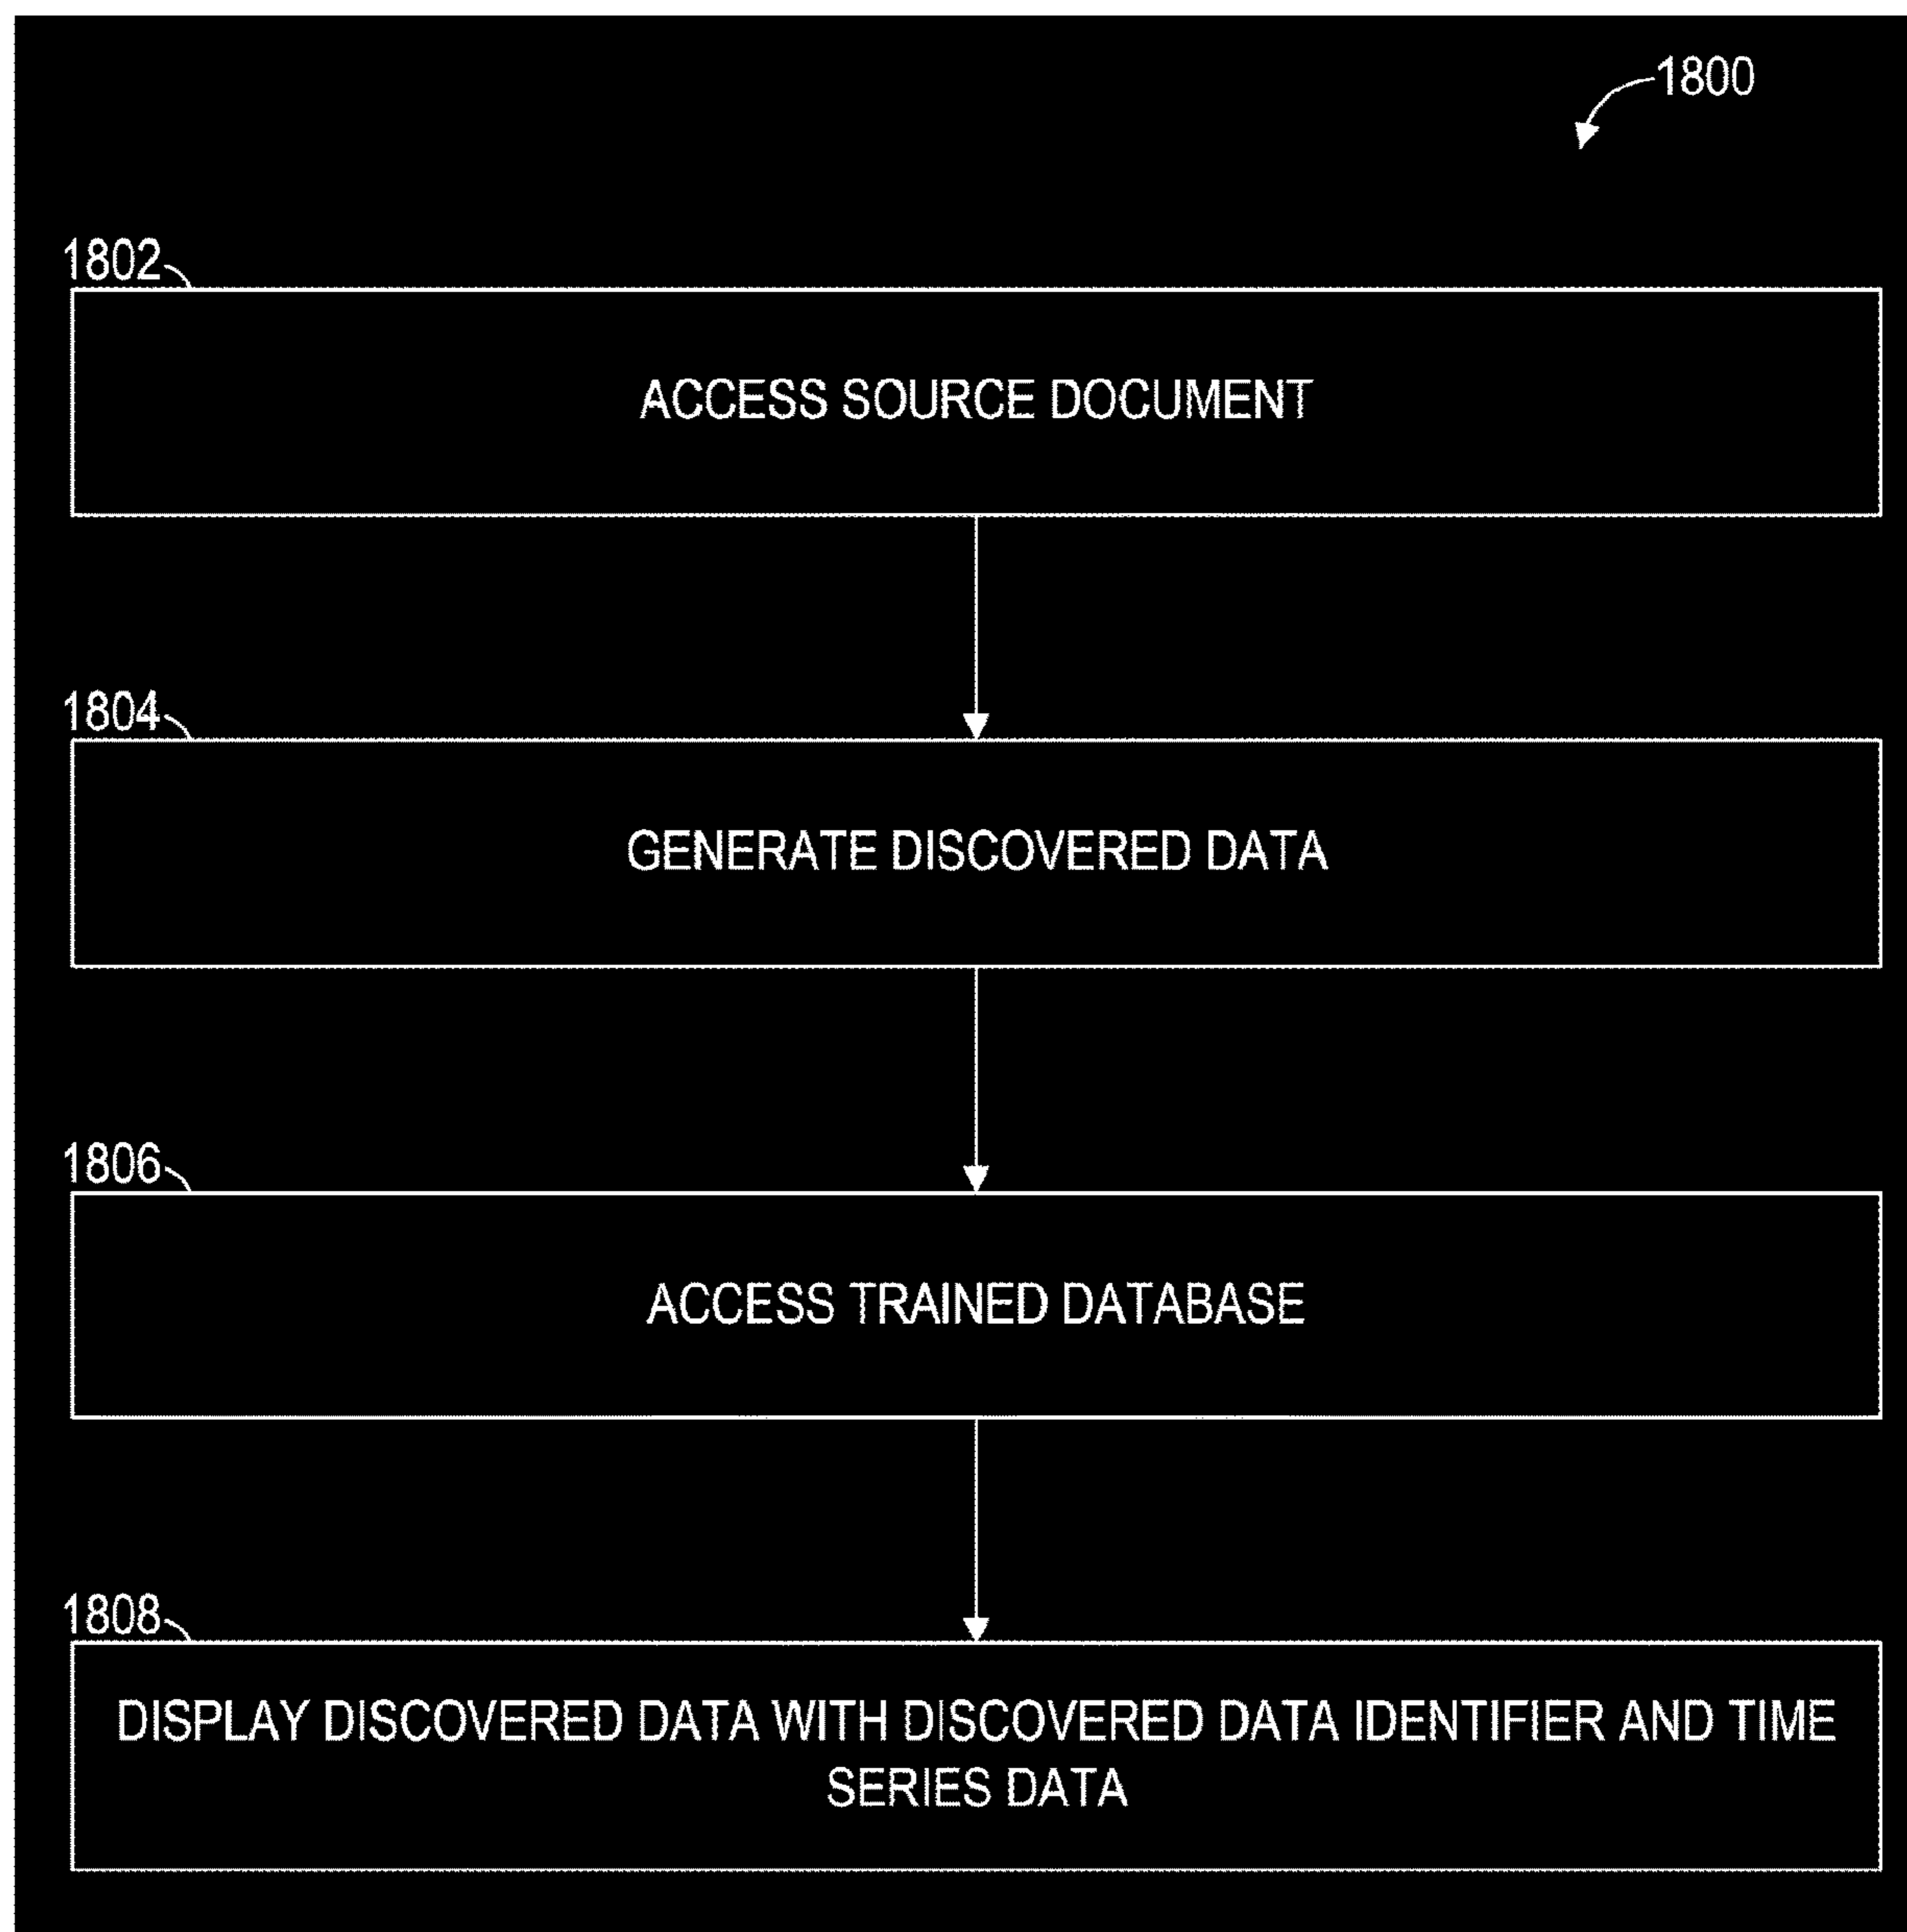 1800
1802
ACCESS SOURCE DOCUMENT
1804
GENERATE DISCOVERED DATA
1806
ACCESS TRAINED DATABASE
1808
DISPLAY DISCOVERED DATA WITH DISCOVERED DATA IDENTIFIER AND TIME
SERIES DATA